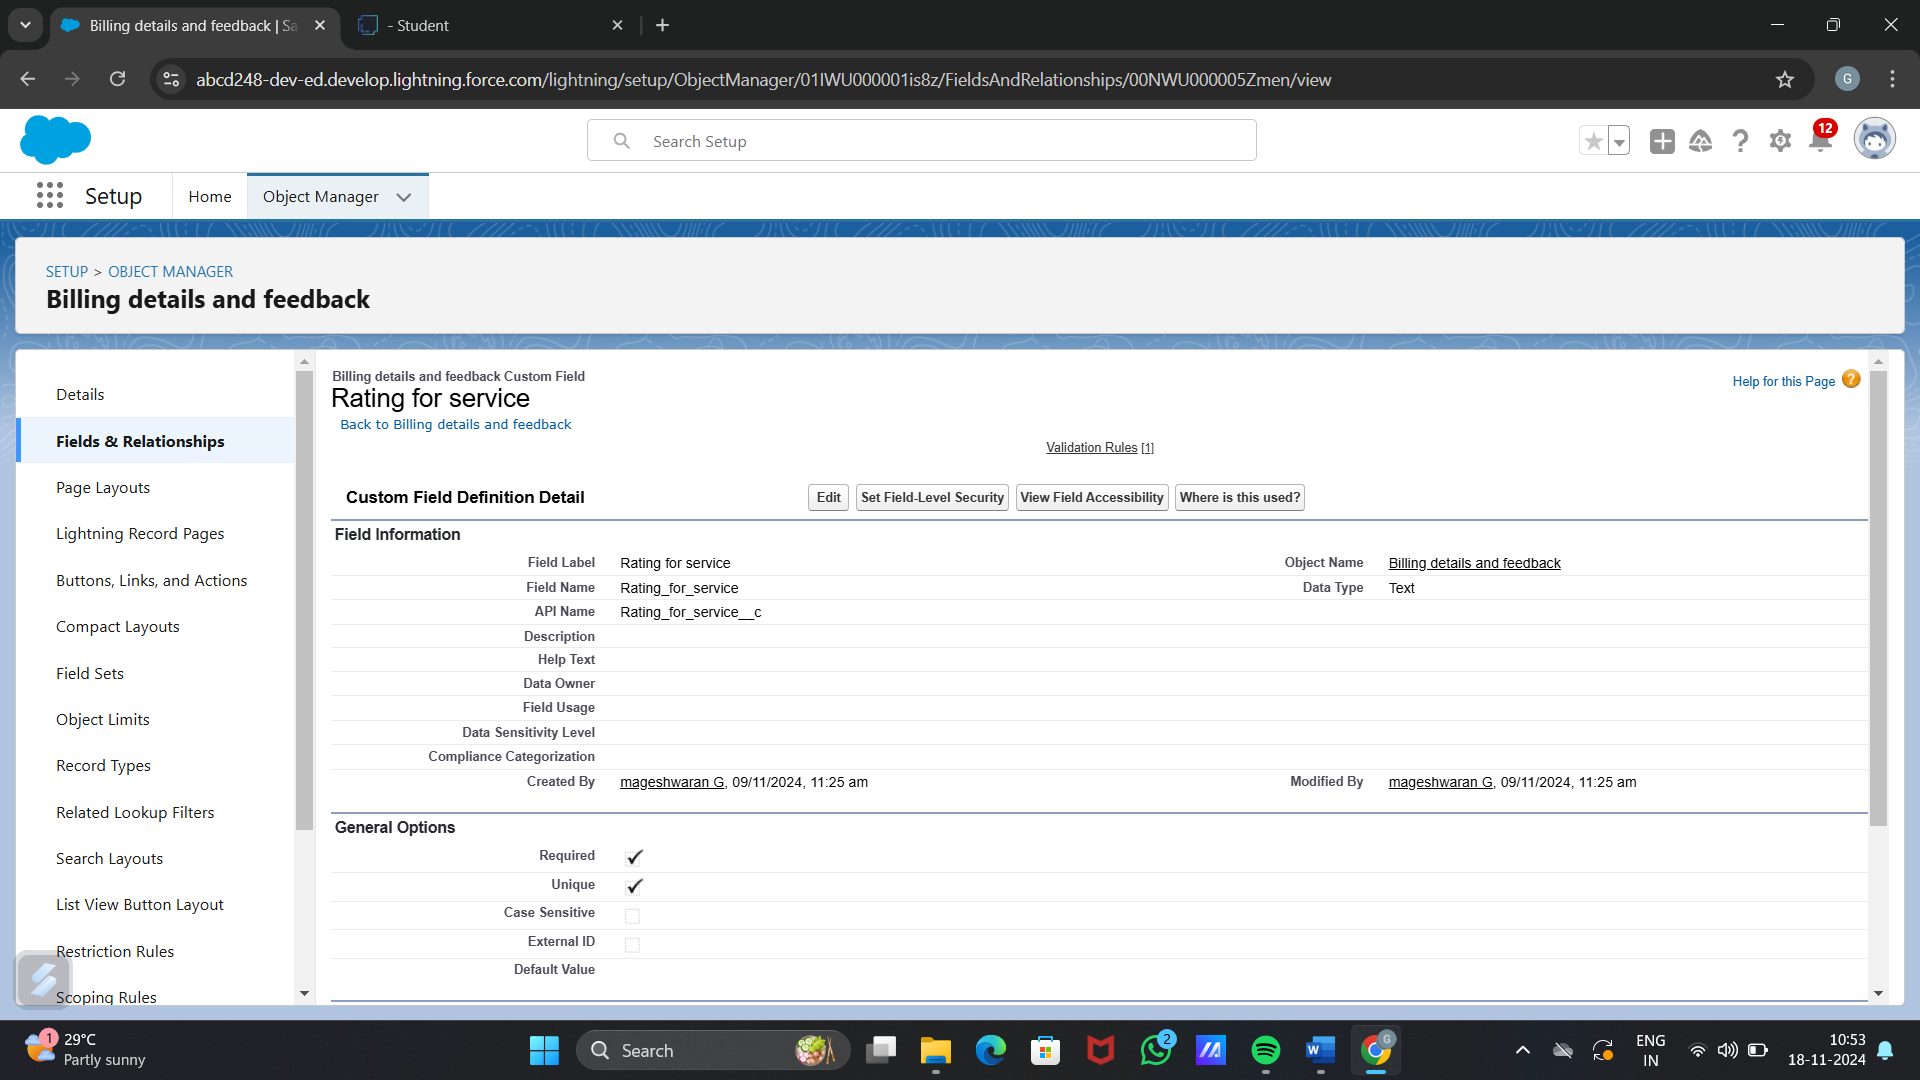 Billing details and feedback | Sa
- Student
abcd248-dev-ed.develop.lightning.force.com/lightning/setup/ObjectManager/01IWU000001is8z/FieldsAndRelationships/00NWU000005Zmen/view
G
Search Setup
12
Setup
Home
Object Manager
SETUP > OBJECT MANAGER
Billing details and feedback
Details
Fields & Relationships
Page Layouts
Lightning Record Pages
Buttons, Links, and Actions
Compact Layouts
Field Sets
Object Limits
Record Types
Related Lookup Filters
Search Layouts
List View Button Layout
Restriction Rules
Scoping Rules
Billing details and feedback Custom Field
Rating for service
Back to Billing details and feedback
Help for this Page ?
Validation Rules [1]
Custom Field Definition Detail
Edit
Set Field-Level Security
View Field Accessibility
Where is this used?
Field Information
Field Label Rating for service
Object Name Billing details and feedback
Field Name Rating_for_service
Data Type Text
API Name Rating_for_service__c
Description
Help Text
Data Owner
Field Usage
Data Sensitivity Level
Compliance Categorization
Created By mageshwaran G, 09/11/2024, 11:25 am
Modified By mageshwaran G, 09/11/2024, 11:25 am
General Options
Required
Unique
Case Sensitive
External ID
Default Value
1
29°C
Partly sunny
Search
2
W
G
ENG
IN
10:53
18-11-2024